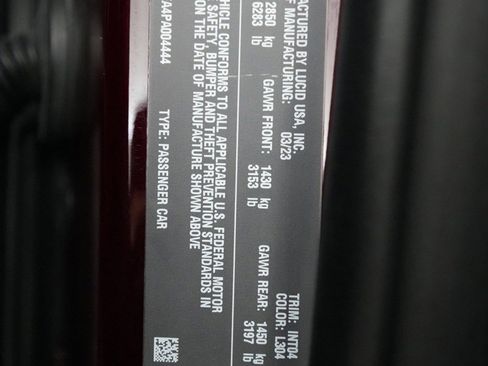 FACTURED BY LUCID USA, INC.
OF MANUFACTURING: 03/23
2850 kg GAWR FRONT: 1430 kg GAWR REAR: 1450 kg
6283 lb 3153 lb 3197 lb
TRIM: INT04
COLOR: L304
HICLE CONFORMS TO ALL APPLICABLE U.S. FEDERAL MOTOR
SAFETY, BUMPER AND THEFT PREVENTION STANDARDS IN
ON THE DATE OF MANUFACTURE SHOWN ABOVE
A4PA004444 TYPE: PASSENGER CAR